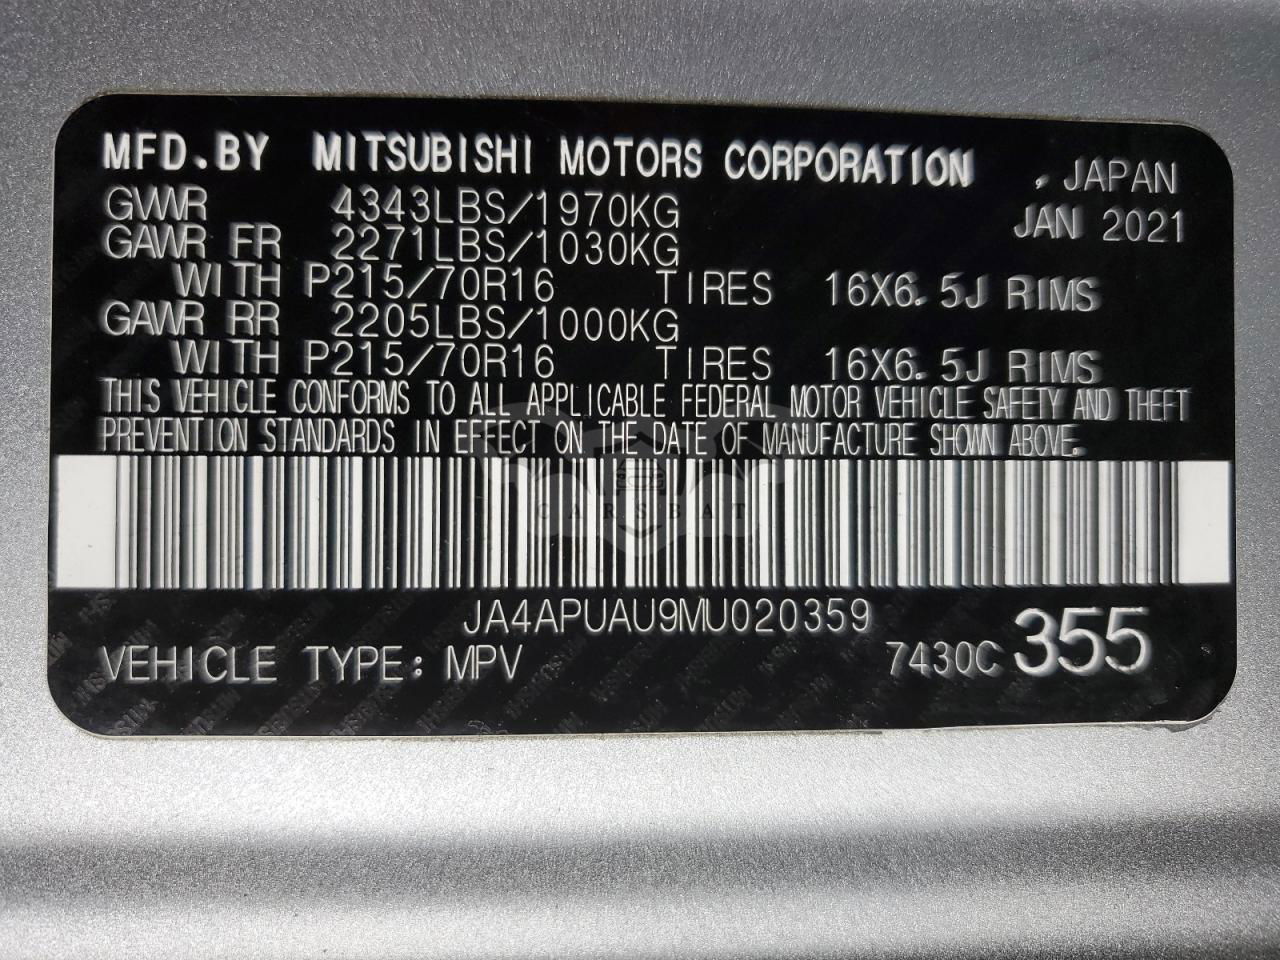 MFD.BY MITSUBISHI MOTORS CORPORATION , JAPAN
GWWR 4343LBS/1970KG JAN 2021
GAWR FR 2271LBS/1030KG
WITH P215/70R16 TIRES 16X6.5J RIMS
GAWR RR 2205LBS/1000KG
WITH P215/70R16 TIRES 16X6.5J RIMS
THIS VEHICLE CONFORMS TO ALL APPLICABLE FEDERAL MOTOR VEHICLE SAFETY AND THEFT
PREVENTION STANDARDS IN EFFECT ON THE DATE OF MANUFACTURE SHOWN ABOVE.
CARSBAT
JA4APUAU9MU020359
VEHICLE TYPE: MPV 7430C 355